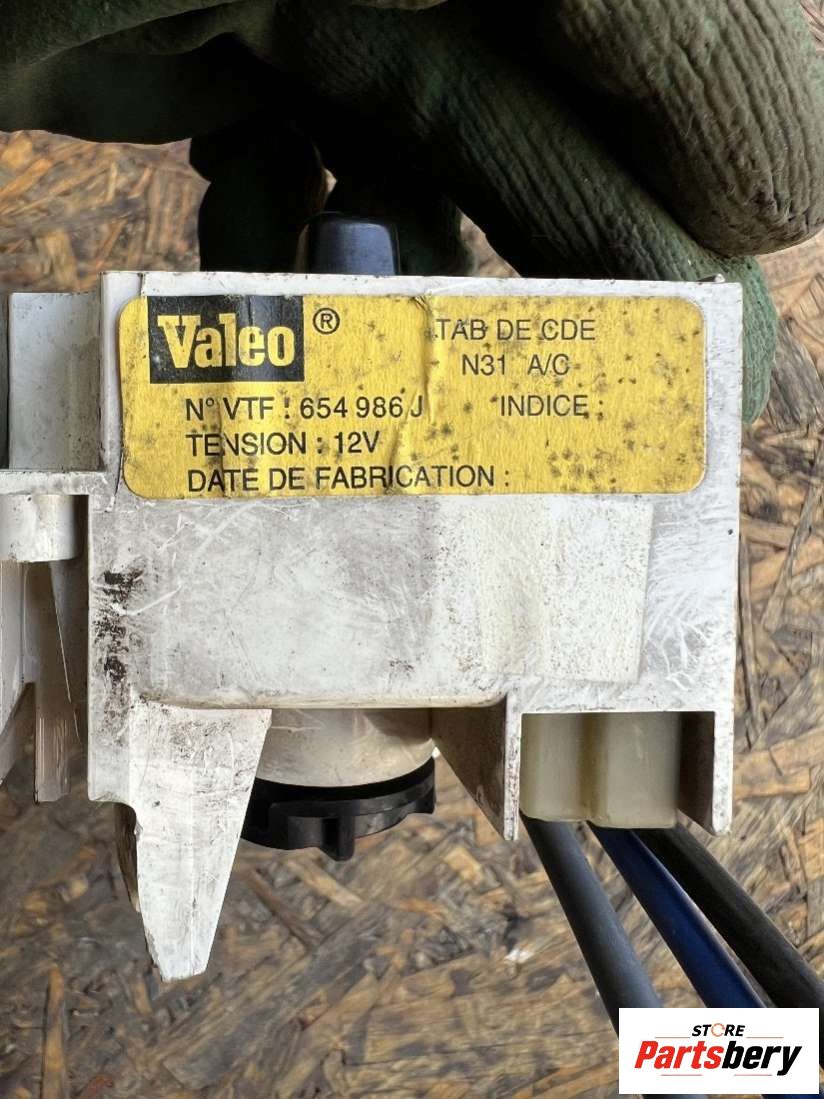 Valeo ®
TAB DE CDE
N31 A/C
N° VTF : 654 986 J INDICE :
TENSION : 12V
DATE DE FABRICATION :
STORE
Partsbery